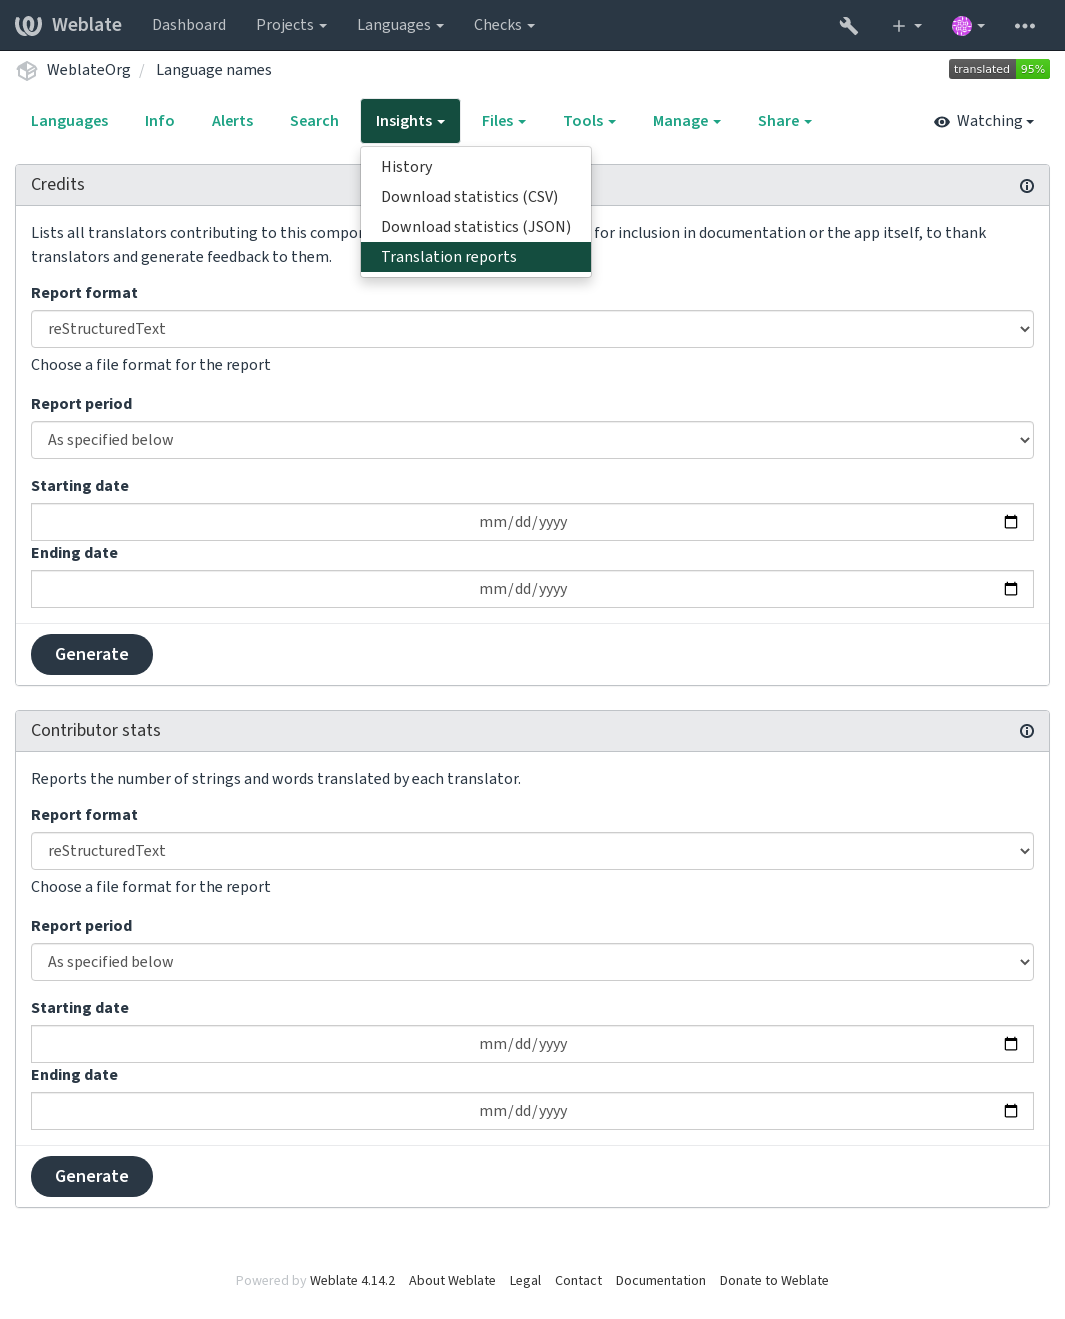 Weblate Dashboard Projects Languages Checks
WeblateOrg / Language names translated 95%
Languages Info Alerts Search Insights Files Tools Manage Share Watching
History
Download statistics (CSV)
Download statistics (JSON)
Translation reports
Credits
Lists all translators contributing to this compo for inclusion in documentation or the app itself, to thank
translators and generate feedback to them.
Report format
reStructuredText
Choose a file format for the report
Report period
As specified below
Starting date
mm/dd/yyyy
Ending date
mm/dd/yyyy
Generate
Contributor stats
Reports the number of strings and words translated by each translator.
Report format
reStructuredText
Choose a file format for the report
Report period
As specified below
Starting date
mm/dd/yyyy
Ending date
mm/dd/yyyy
Generate
Powered by Weblate 4.14.2 About Weblate Legal Contact Documentation Donate to Weblate